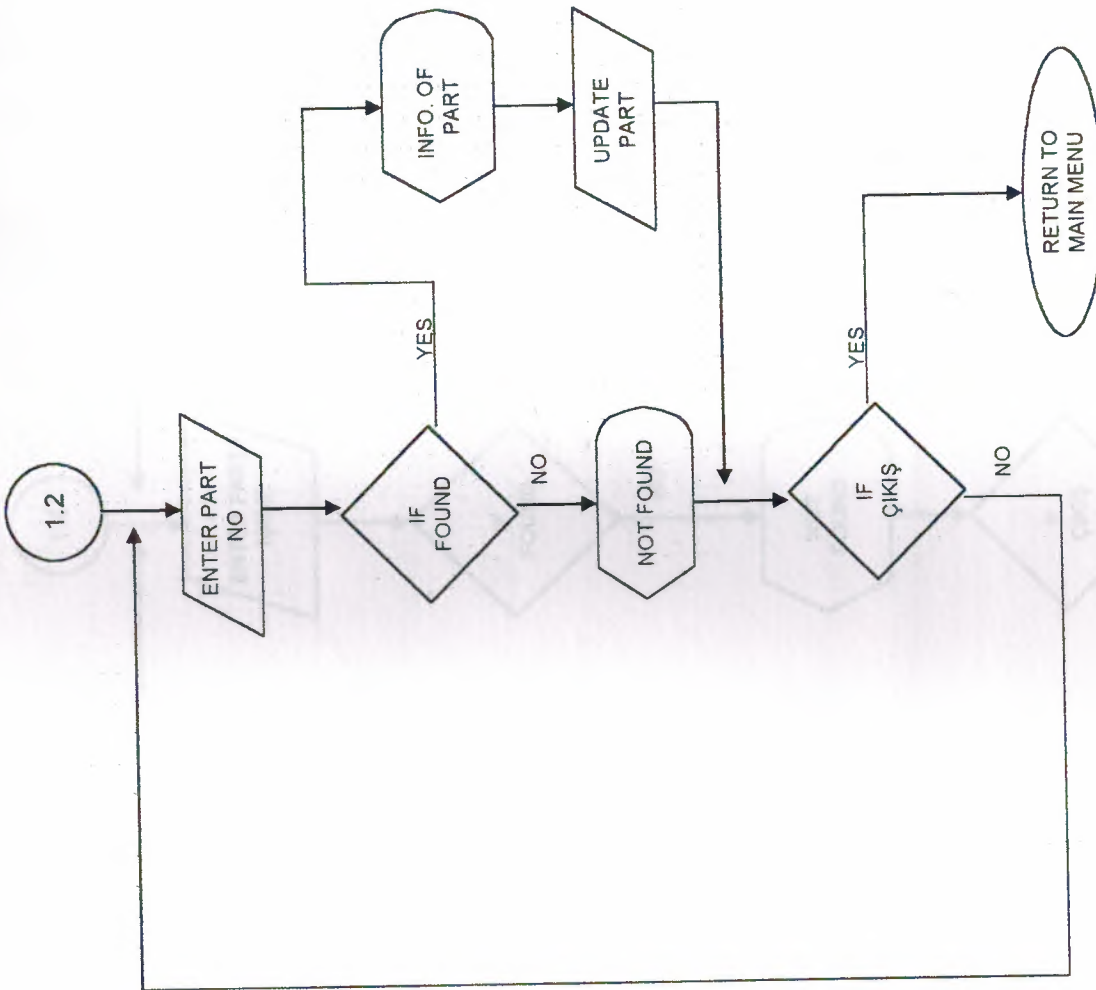 1.2
ENTER PART
NO
IF
FOUND
YES
INFO. OF
PART
UPDATE
PART
NO
NOT FOUND
IF
ÇIKIŞ
YES
RETURN TO
MAIN MENU
NO